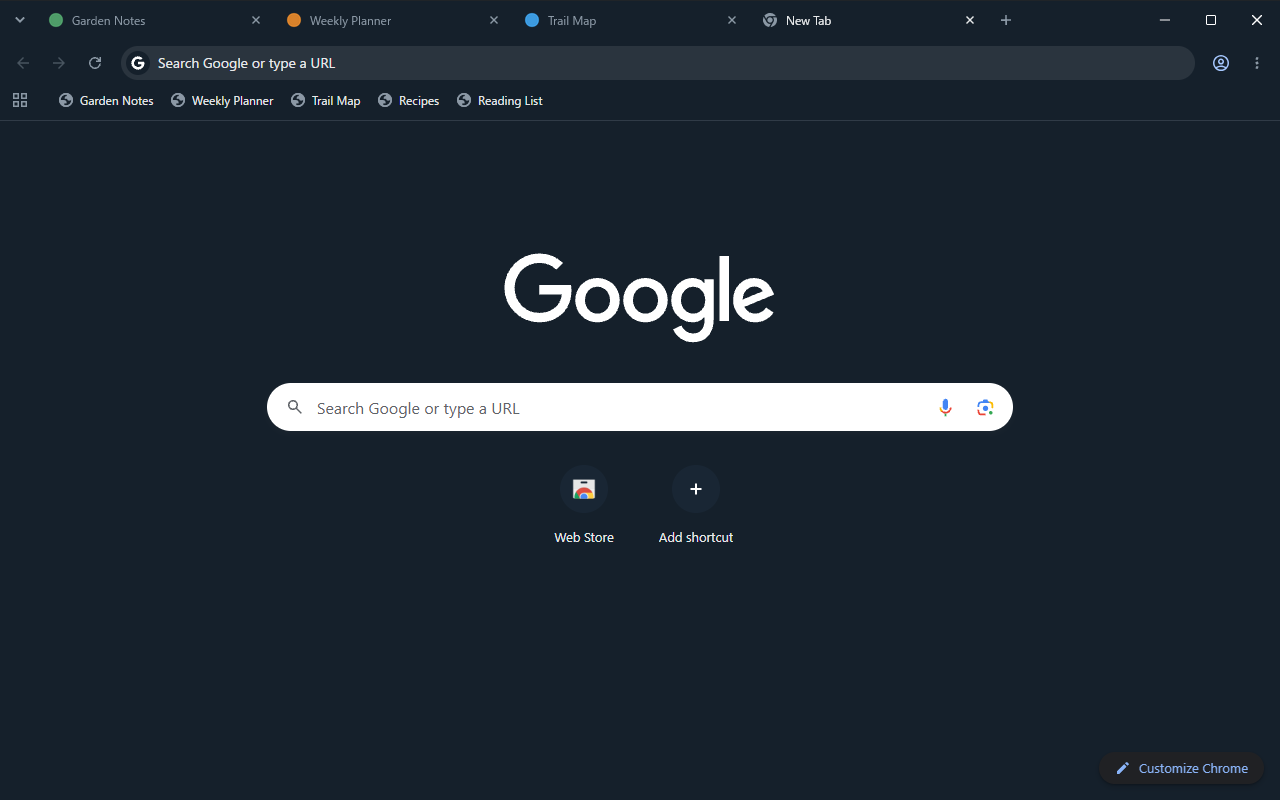 Garden Notes
Weekly Planner
Trail Map
New Tab
Search Google or type a URL
Garden Notes
Weekly Planner
Trail Map
Recipes
Reading List
Google
Search Google or type a URL
Web Store
Add shortcut
Customize Chrome